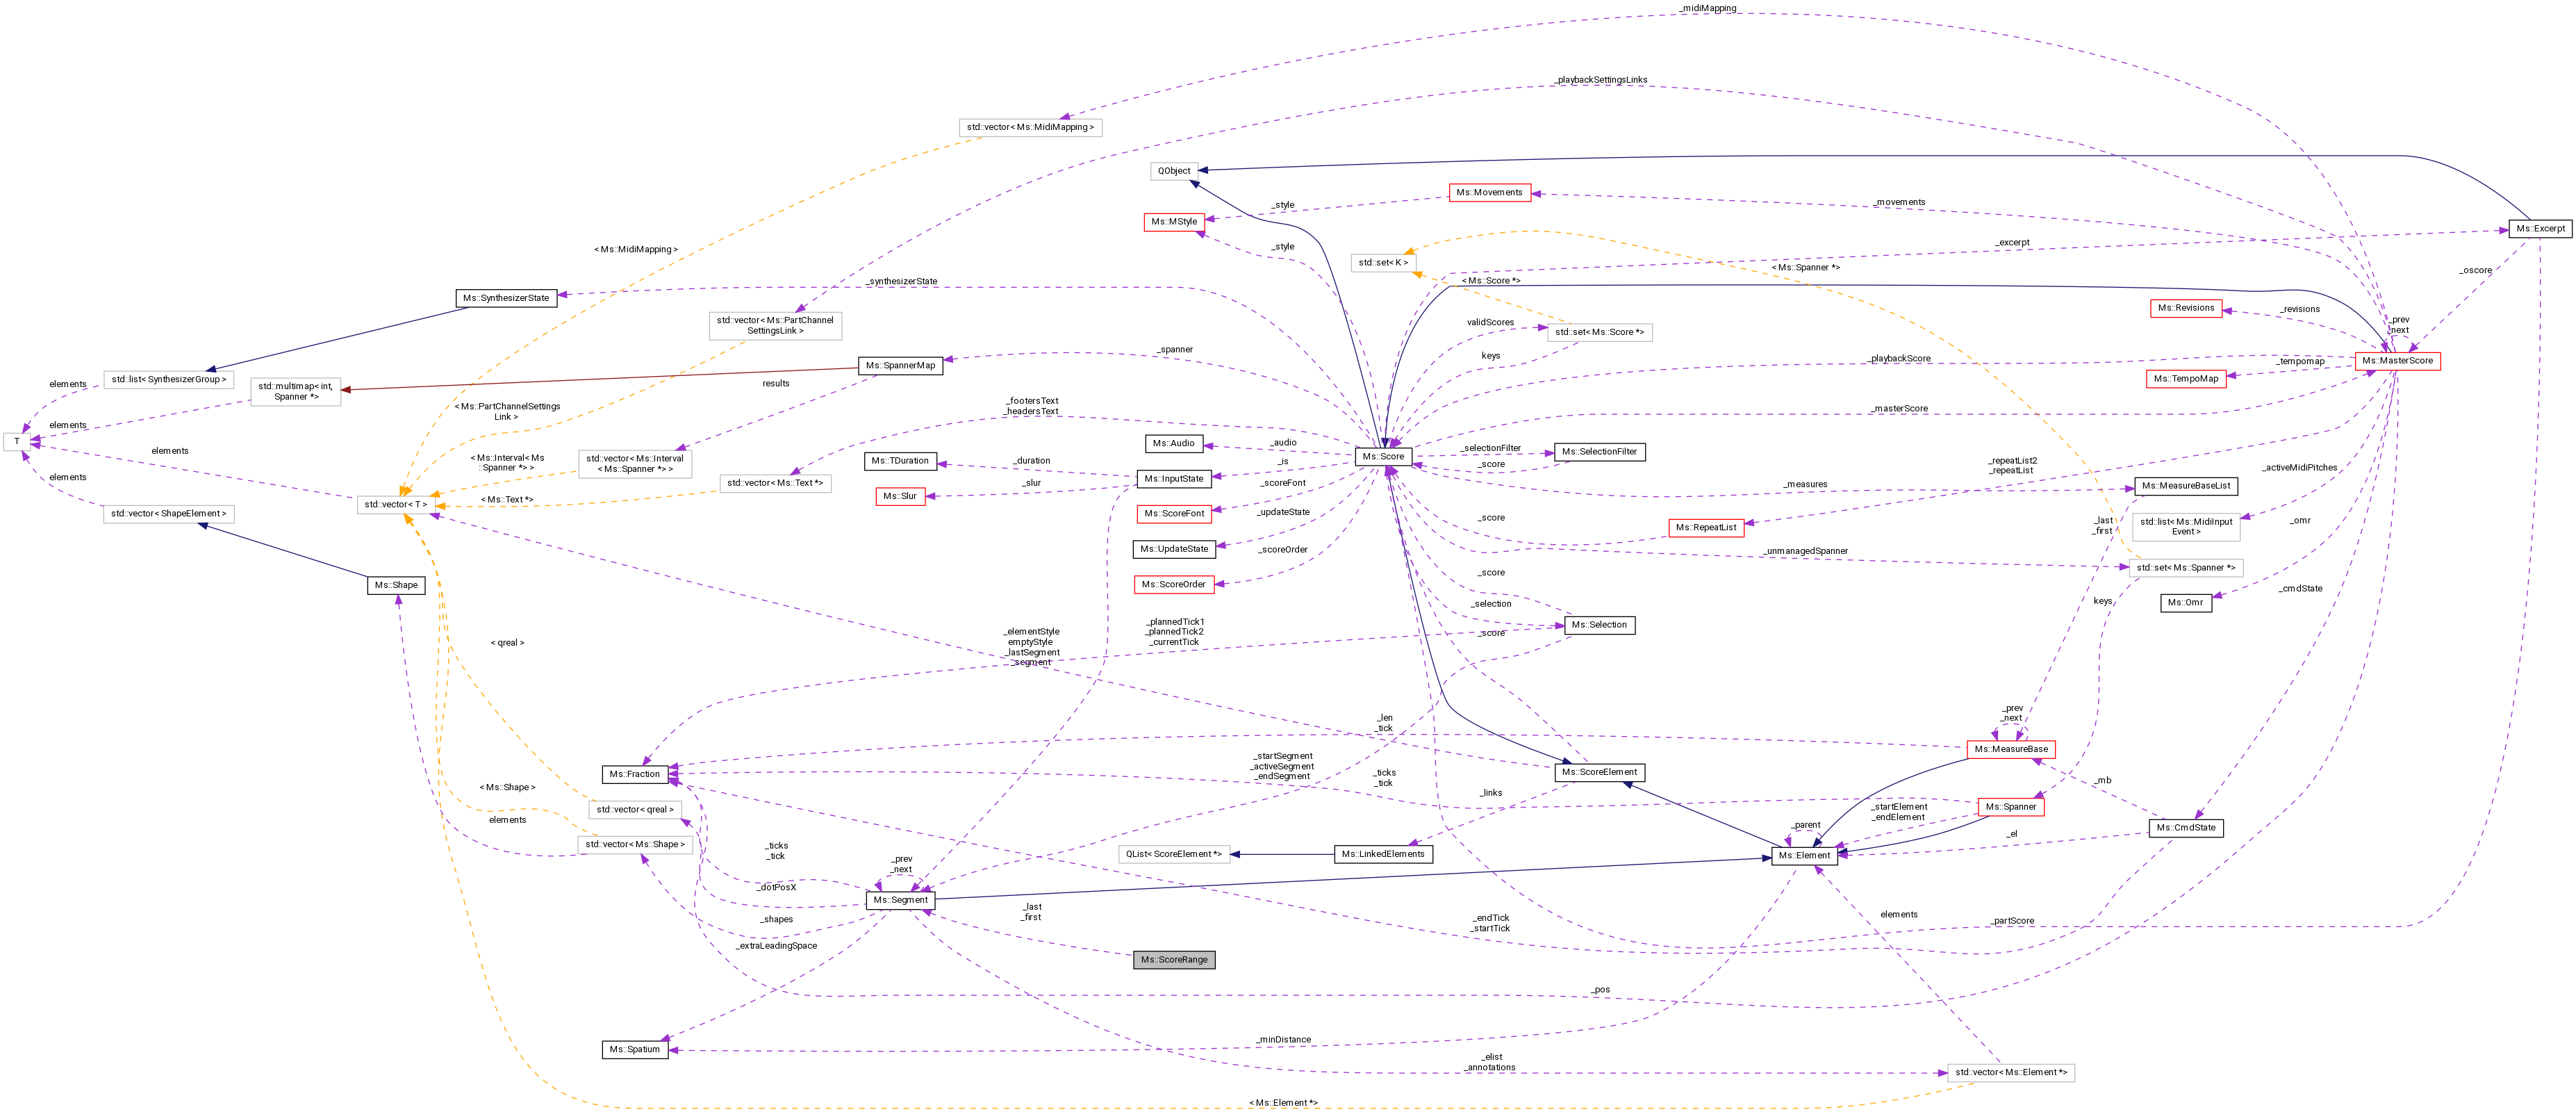 _midiMapping
_playbackSettingsLinks
std::vector< Ms::MidiMapping >
QObject
Ms::Movements
_style
_movements
Ms::MStyle
Ms::Excerpt
_style
_excerpt
< Ms::MidiMapping >
std::set< K >
< Ms::Spanner *>
_oscore
_synthesizerState
< Ms::Score *>
Ms::SynthesizerState
Ms::Revisions
_revisions
std::vector< Ms::PartChannel
SettingsLink >
validScores
std::set< Ms::Score *>
_prev
_next
_spanner
keys
_playbackScore
_tempomap
Ms::MasterScore
Ms::SpannerMap
Ms::TempoMap
std::list< SynthesizerGroup >
elements
results
std::multimap< int,
Spanner *>
< Ms::PartChannelSettings
Link >
_footersText
_headersText
_masterScore
elements
T
Ms::Audio
_audio
_selectionFilter
Ms::SelectionFilter
elements
Ms::Score
< Ms::Interval< Ms
::Spanner *> >
std::vector< Ms::Interval
< Ms::Spanner *> >
Ms::TDuration
_duration
_is
_score
_repeatList2
_repeatList
_activeMidiPitches
elements
std::vector< Ms::Text *>
Ms::InputState
_slur
_scoreFont
_measures
Ms::MeasureBaseList
Ms::Slur
< Ms::Text *>
std::vector< T >
std::vector< ShapeElement >
Ms::ScoreFont
_updateState
_score
Ms::RepeatList
_last
_first
std::list< Ms::MidiInput
Event >
_omr
Ms::UpdateState
_scoreOrder
_unmanagedSpanner
std::set< Ms::Spanner *>
Ms::Shape
Ms::ScoreOrder
_score
_cmdState
keys
Ms::Omr
_selection
Ms::Selection
_elementStyle
emptyStyle
_lastSegment
_segment
_plannedTick1
_plannedTick2
_currentTick
_score
< qreal >
_prev
_next
_len
_tick
Ms::MeasureBase
Ms::Fraction
_startSegment
_activeSegment
_endSegment
_ticks
_tick
Ms::ScoreElement
_mb
< Ms::Shape >
_links
std::vector< qreal >
_startElement
_endElement
Ms::Spanner
elements
_parent
_el
Ms::CmdState
std::vector< Ms::Shape >
_ticks
_tick
_prev
_next
QList< ScoreElement *>
Ms::LinkedElements
Ms::Element
_dotPosX
Ms::Segment
_shapes
_last
_first
_endTick
_startTick
elements
_partScore
_extraLeadingSpace
Ms::ScoreRange
_pos
Ms::Spatium
_minDistance
_elist
_annotations
std::vector< Ms::Element *>
< Ms::Element *>